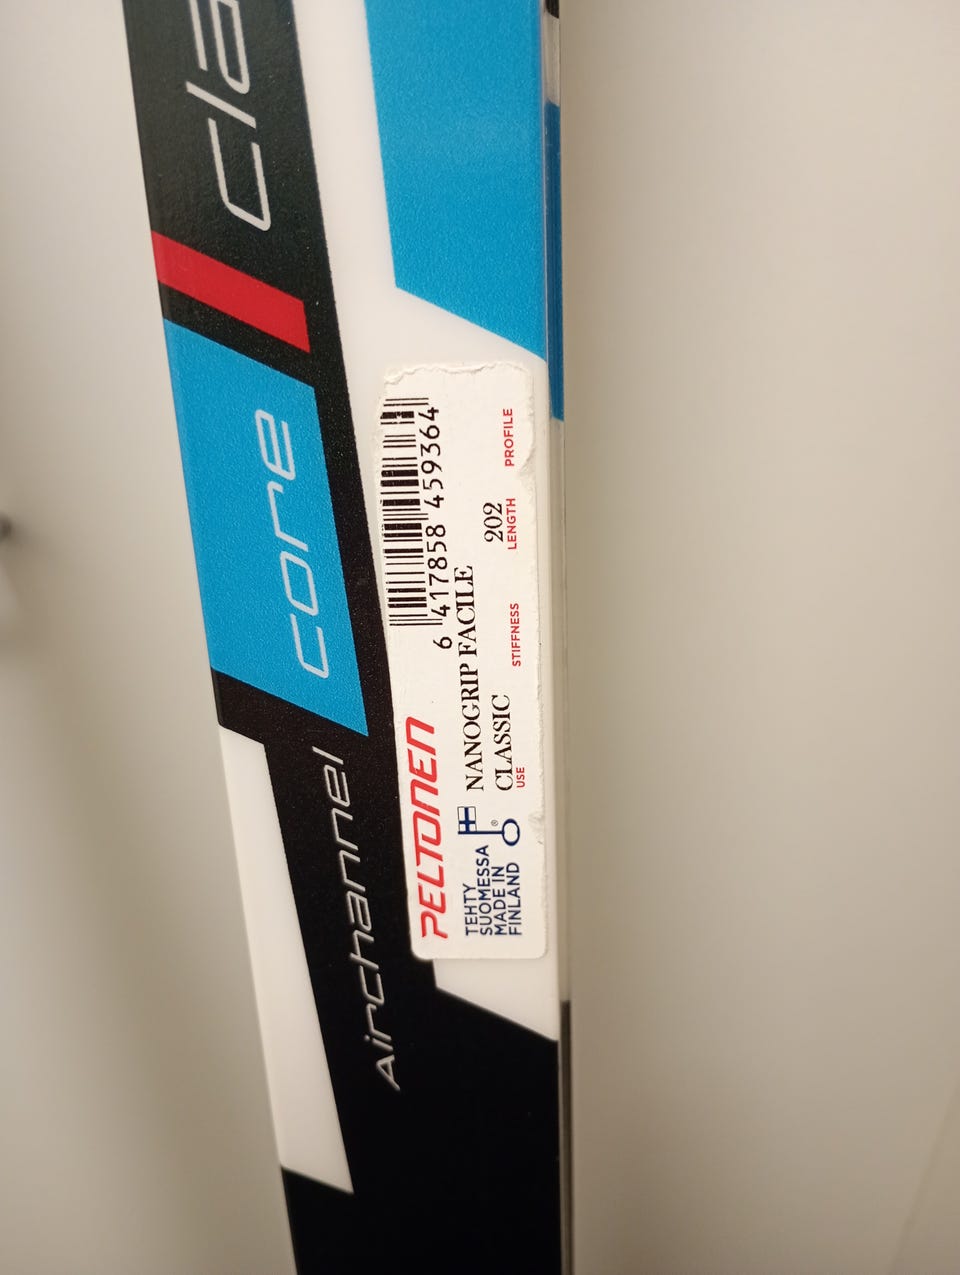 core
Airchannel
6 417858 459364
PELTONEN
NANOGRIP FACILE
CLASSIC 202
USE STIFFNESS LENGTH PROFILE
TEHTY
SUOMESSA
MADE IN
FINLAND
®